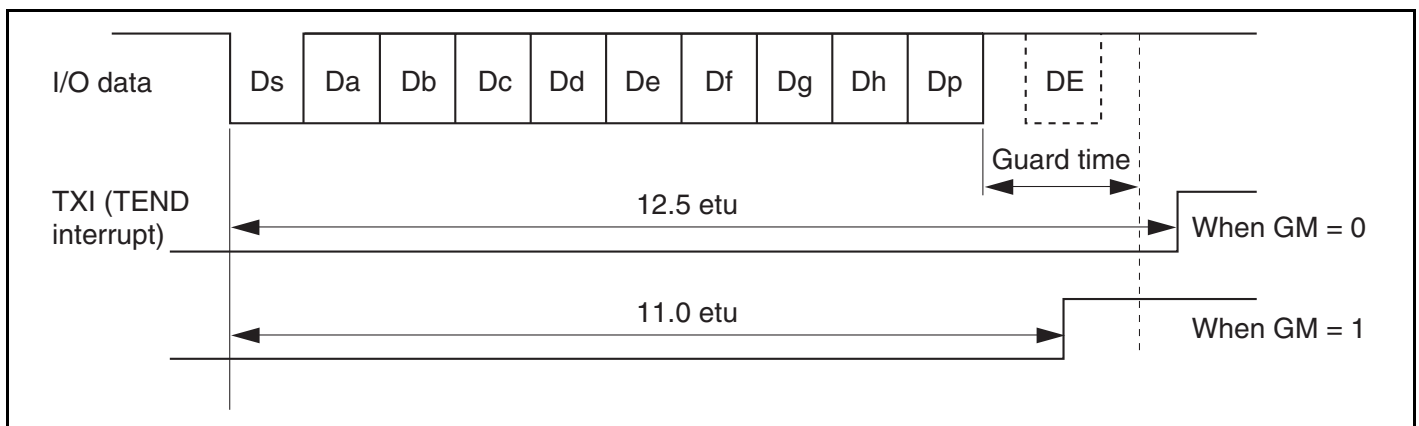 I/O data
Ds Da Db Dc Dd De Df Dg Dh Dp DE
Guard time
TXI (TEND
interrupt)
12.5 etu
When GM = 0
11.0 etu
When GM = 1